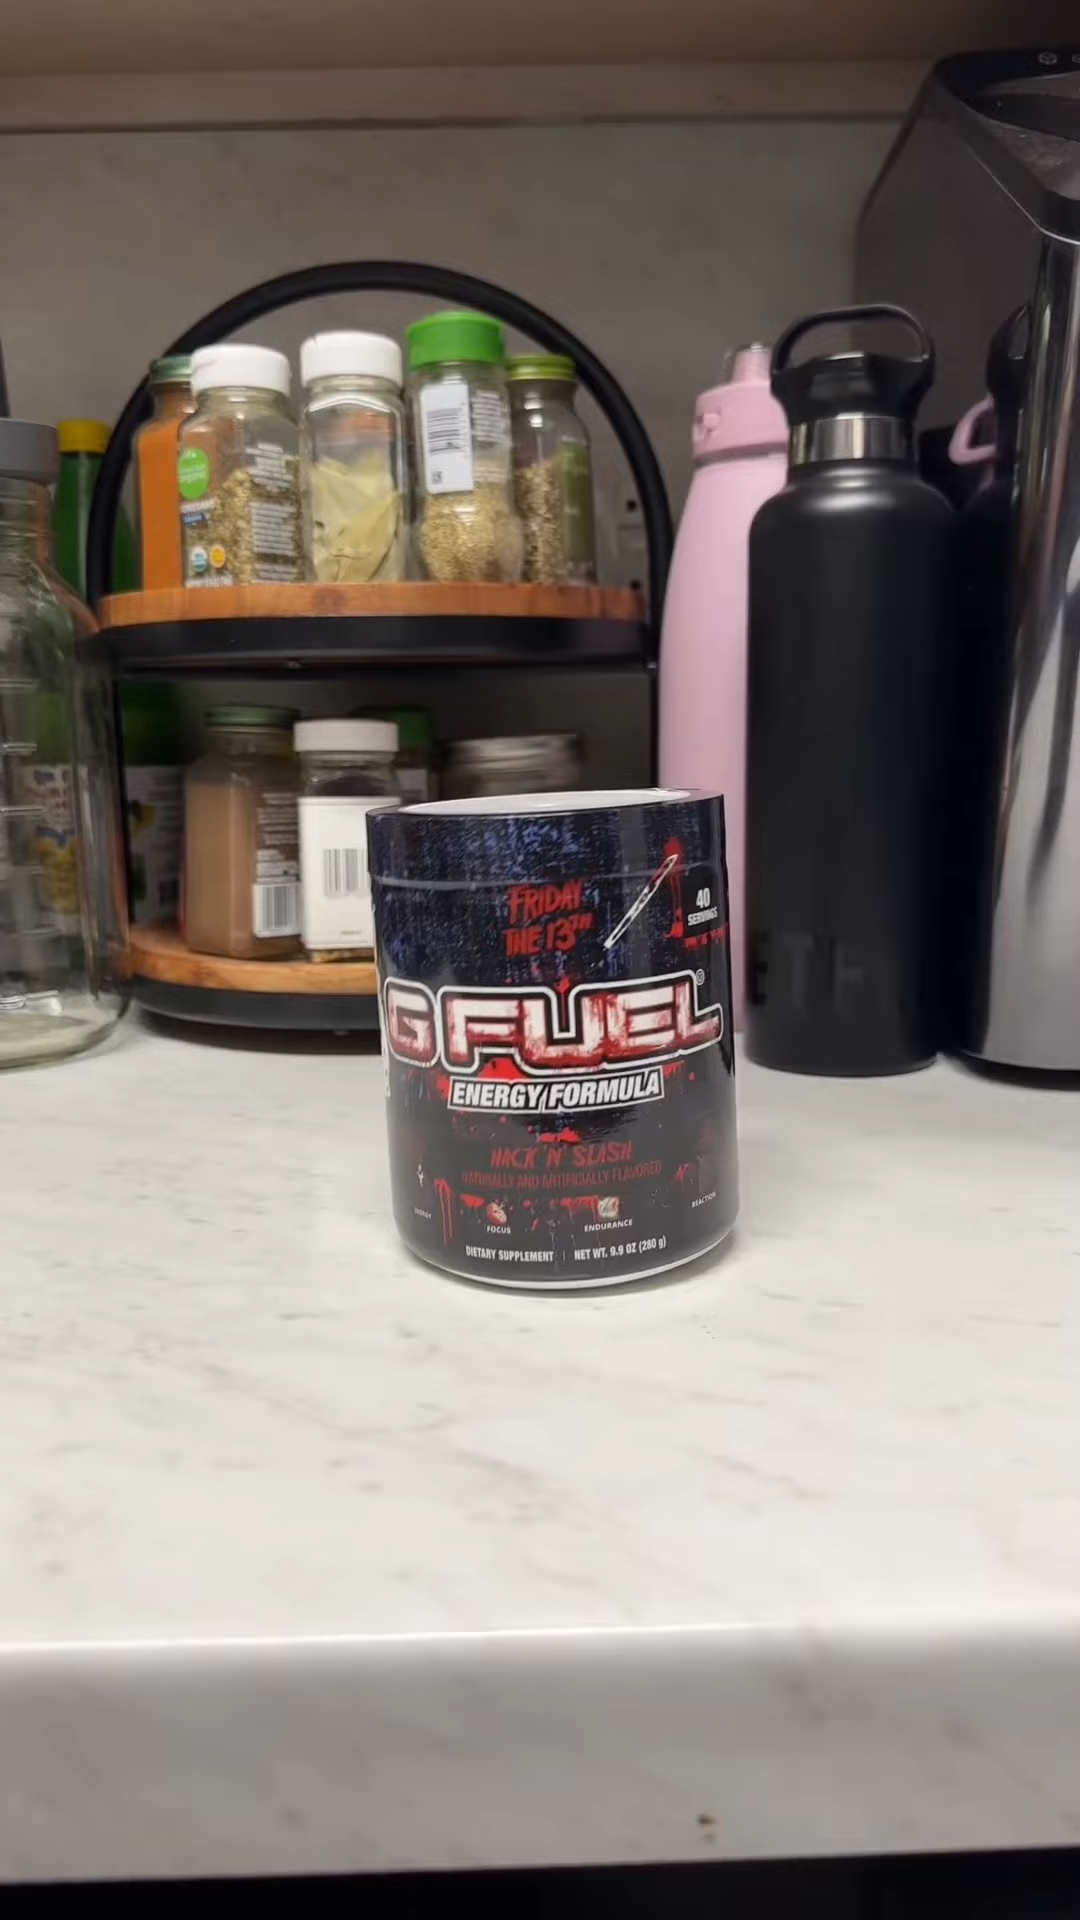 FRIDAY
THE 13TH
40
SERVINGS
G FUEL®
ENERGY FORMULA
HACK 'N' SLASH
NATURALLY AND ARTIFICIALLY FLAVORED
ENERGY
FOCUS
ENDURANCE
REACTION
DIETARY SUPPLEMENT | NET WT. 9.9 OZ (280 g)